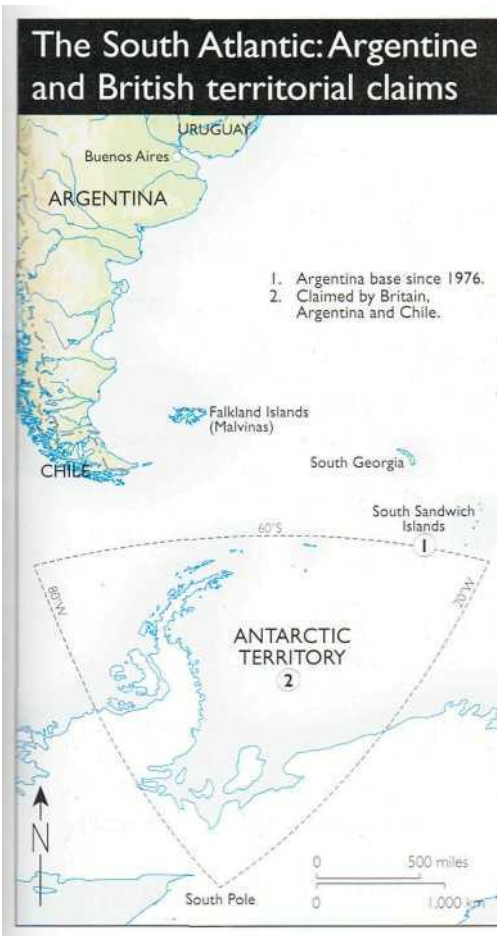 The South Atlantic: Argentine
and British territorial claims
URUGUAY
Buenos Aires
ARGENTINA
1. Argentina base since 1976.
2. Claimed by Britain,
Argentina and Chile.
Falkland Islands
(Malvinas)
South Georgia
CHILE
South Sandwich
Islands
1
60°S
80°W
20°W
ANTARCTIC
TERRITORY
2
N
0 500 miles
South Pole
0 1,000 km